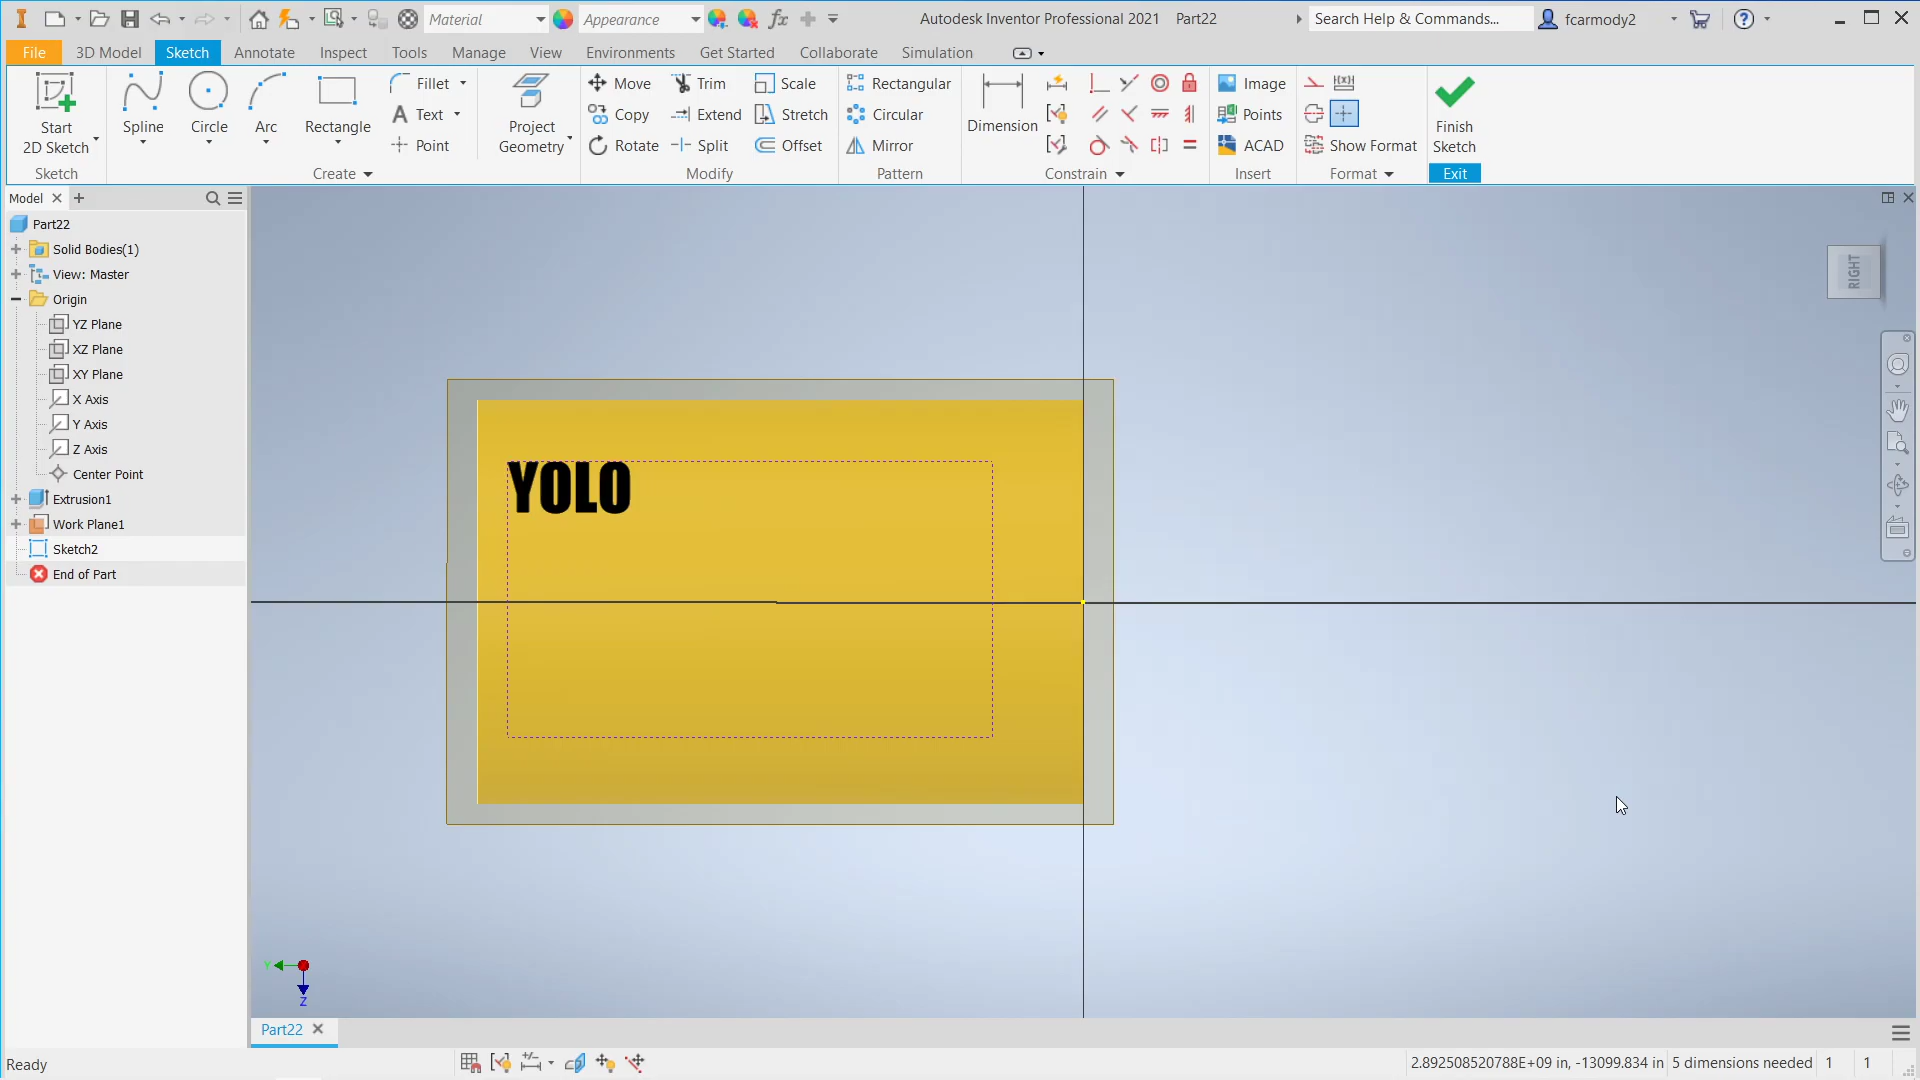 Material
Appearance
fx
Autodesk Inventor Professional 2021 Part22
Search Help & Commands...
fcarmody2
File 3D Model Sketch Annotate Inspect Tools Manage View Environments Get Started Collaborate Simulation
Start
2D Sketch
Sketch
Spline
Circle
Arc
Rectangle
Fillet
Text
Point
Project
Geometry
Create
Move
Copy
Rotate
Trim
Extend
Split
Scale
Stretch
Offset
Modify
Rectangular
Circular
Mirror
Pattern
Dimension
Constrain
Image
Points
ACAD
Insert
Show Format
Format
Finish
Sketch
Exit
Model
Part22
Solid Bodies(1)
View: Master
Origin
YZ Plane
XZ Plane
XY Plane
X Axis
Y Axis
Z Axis
Center Point
Extrusion1
Work Plane1
Sketch2
End of Part
YOLO
RIGHT
Y
Z
Part22
Ready
2.892508520788E+09 in, -13099.834 in 5 dimensions needed 1 1